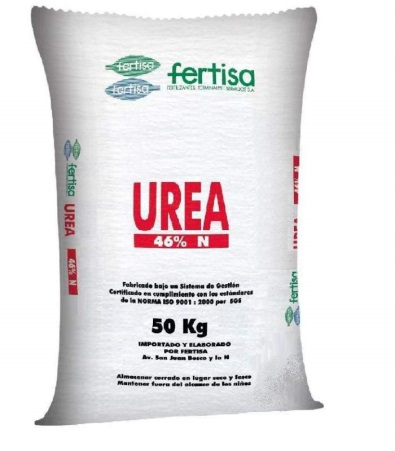 fertisa
fertisa
fertisa
FERTILIZANTES, TERMINALES Y SERVICIOS S.A.
UREA
46% N
Fabricado bajo un Sistema de Gestión
Certificado en cumplimiento con los estándares
de la NORMA ISO 9001 : 2000 por SGS
50 Kg
IMPORTADO Y ELABORADO
POR FERTISA
Av. San Juan Bosco y la N
Almacenar cerrado en lugar seco y fresco
Mantener fuera del alcance de los niños
fertisa
UREA
46% N
fertisa
UREA
46% N